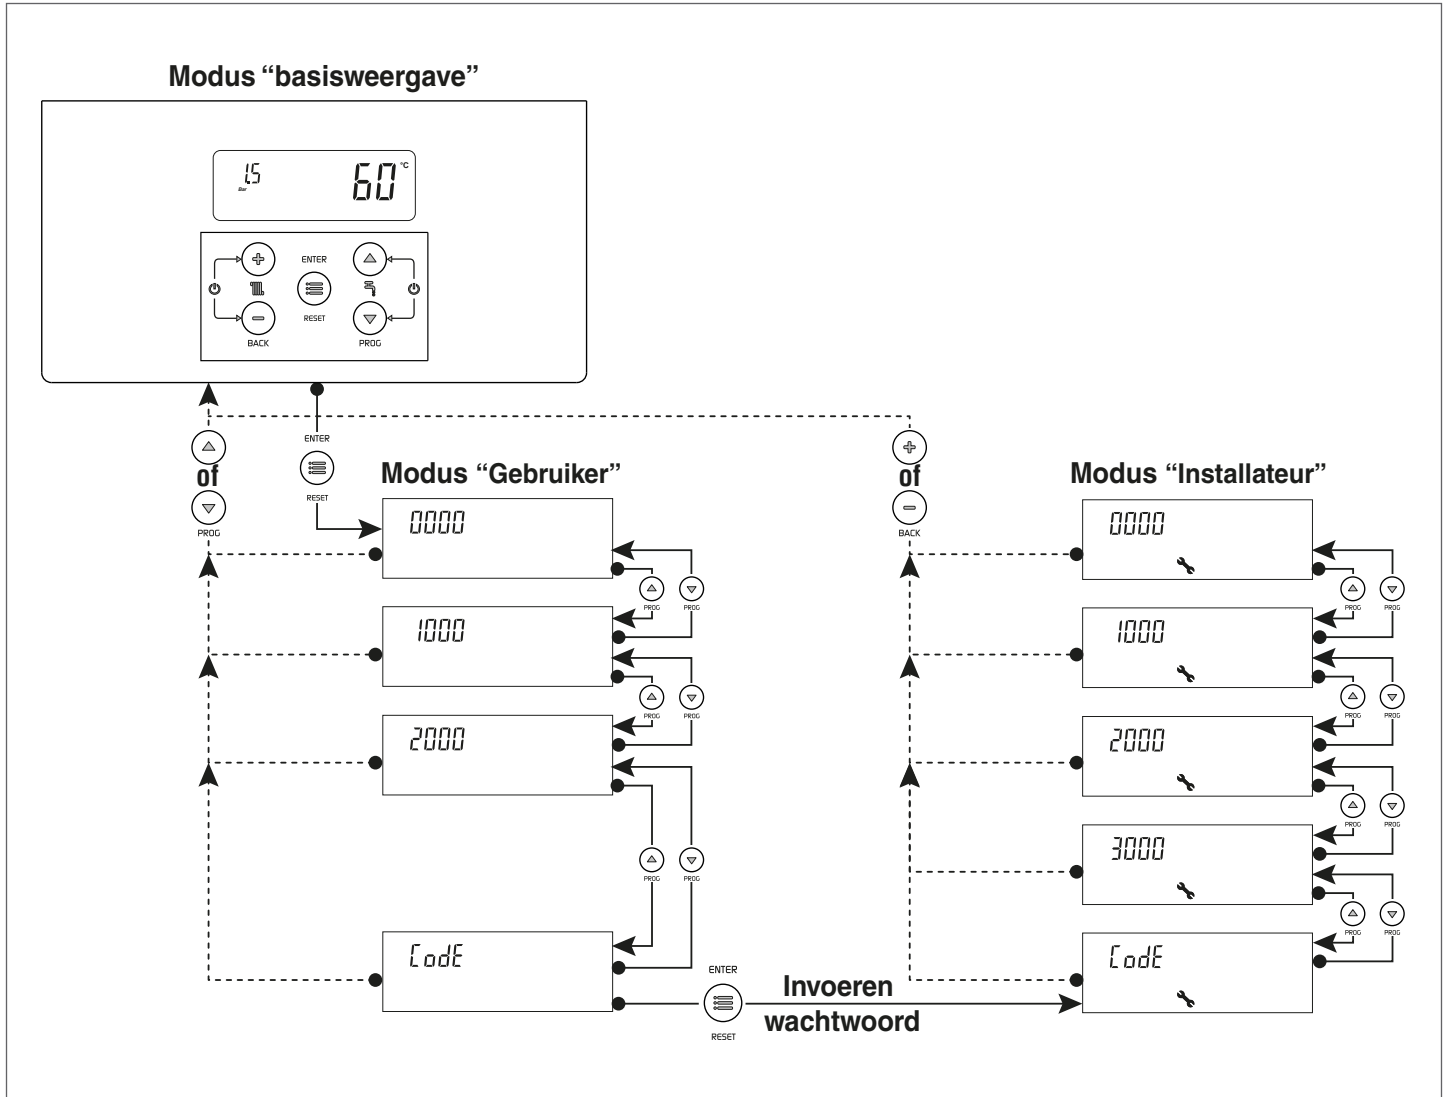 Modus “basisweergave”
1.5
Bar
60
°C
ENTER
RESET
BACK
PROG
ENTER
RESET
of
PROG
of
BACK
Modus “Gebruiker”
0000
PROG PROG
1000
PROG PROG
2000
PROG PROG
CodE
ENTER
RESET
Invoeren
wachtwoord
Modus “Installateur”
0000
PROG PROG
1000
PROG PROG
2000
PROG PROG
3000
PROG PROG
CodE